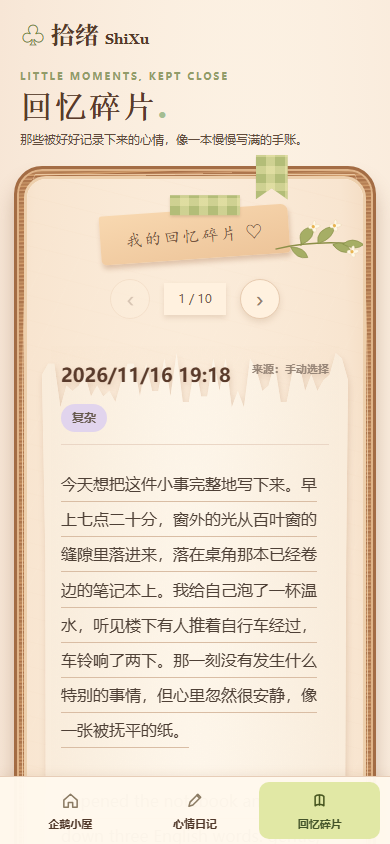 拾绪 ShiXu
LITTLE MOMENTS, KEPT CLOSE
回忆碎片。
那些被好好记录下来的心情，像一本慢慢写满的手账。
我的回忆碎片 ♡
‹ 1 / 10 ›
2026/11/16 19:18 来源：手动选择
复杂
今天想把这件小事完整地写下来。早
上七点二十分，窗外的光从百叶窗的
缝隙里落进来，落在桌角那本已经卷
边的笔记本上。我给自己泡了一杯温
水，听见楼下有人推着自行车经过，
车铃响了两下。那一刻没有发生什么
特别的事情，但心里忽然很安静，像
一张被抚平的纸。
企鹅小屋 心情日记 回忆碎片